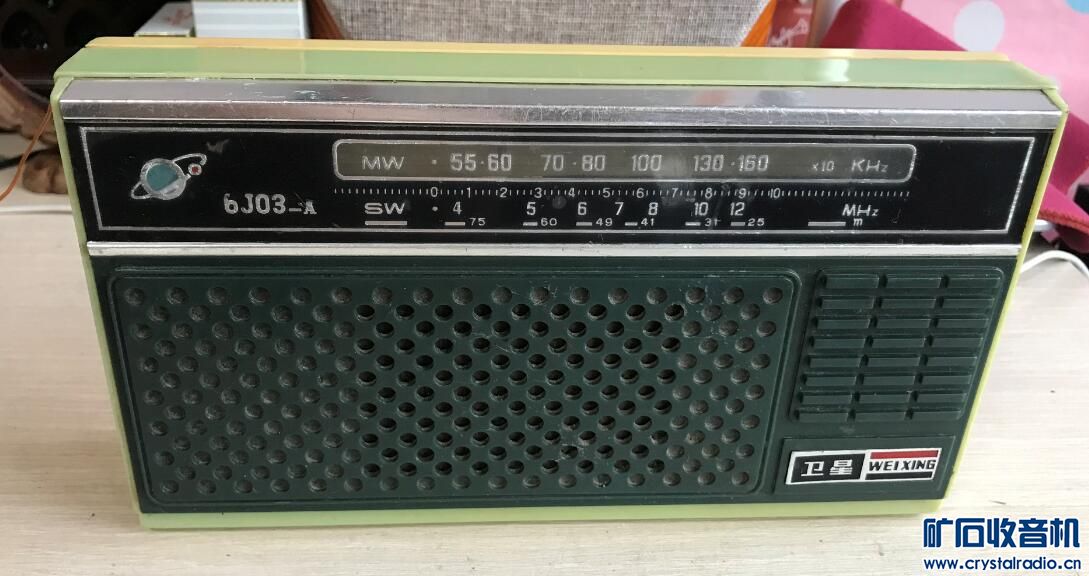 MW · 55·60 70·80 100 130·160 ×10 KHz
0 1 2 3 4 5 6 7 8 9 10
6J03-A
SW · 4 5 6 7 8 10 12 MHz
75 60 49 41 31 25 m
卫星 WEIXING
矿石收音机
www.crystalradio.cn